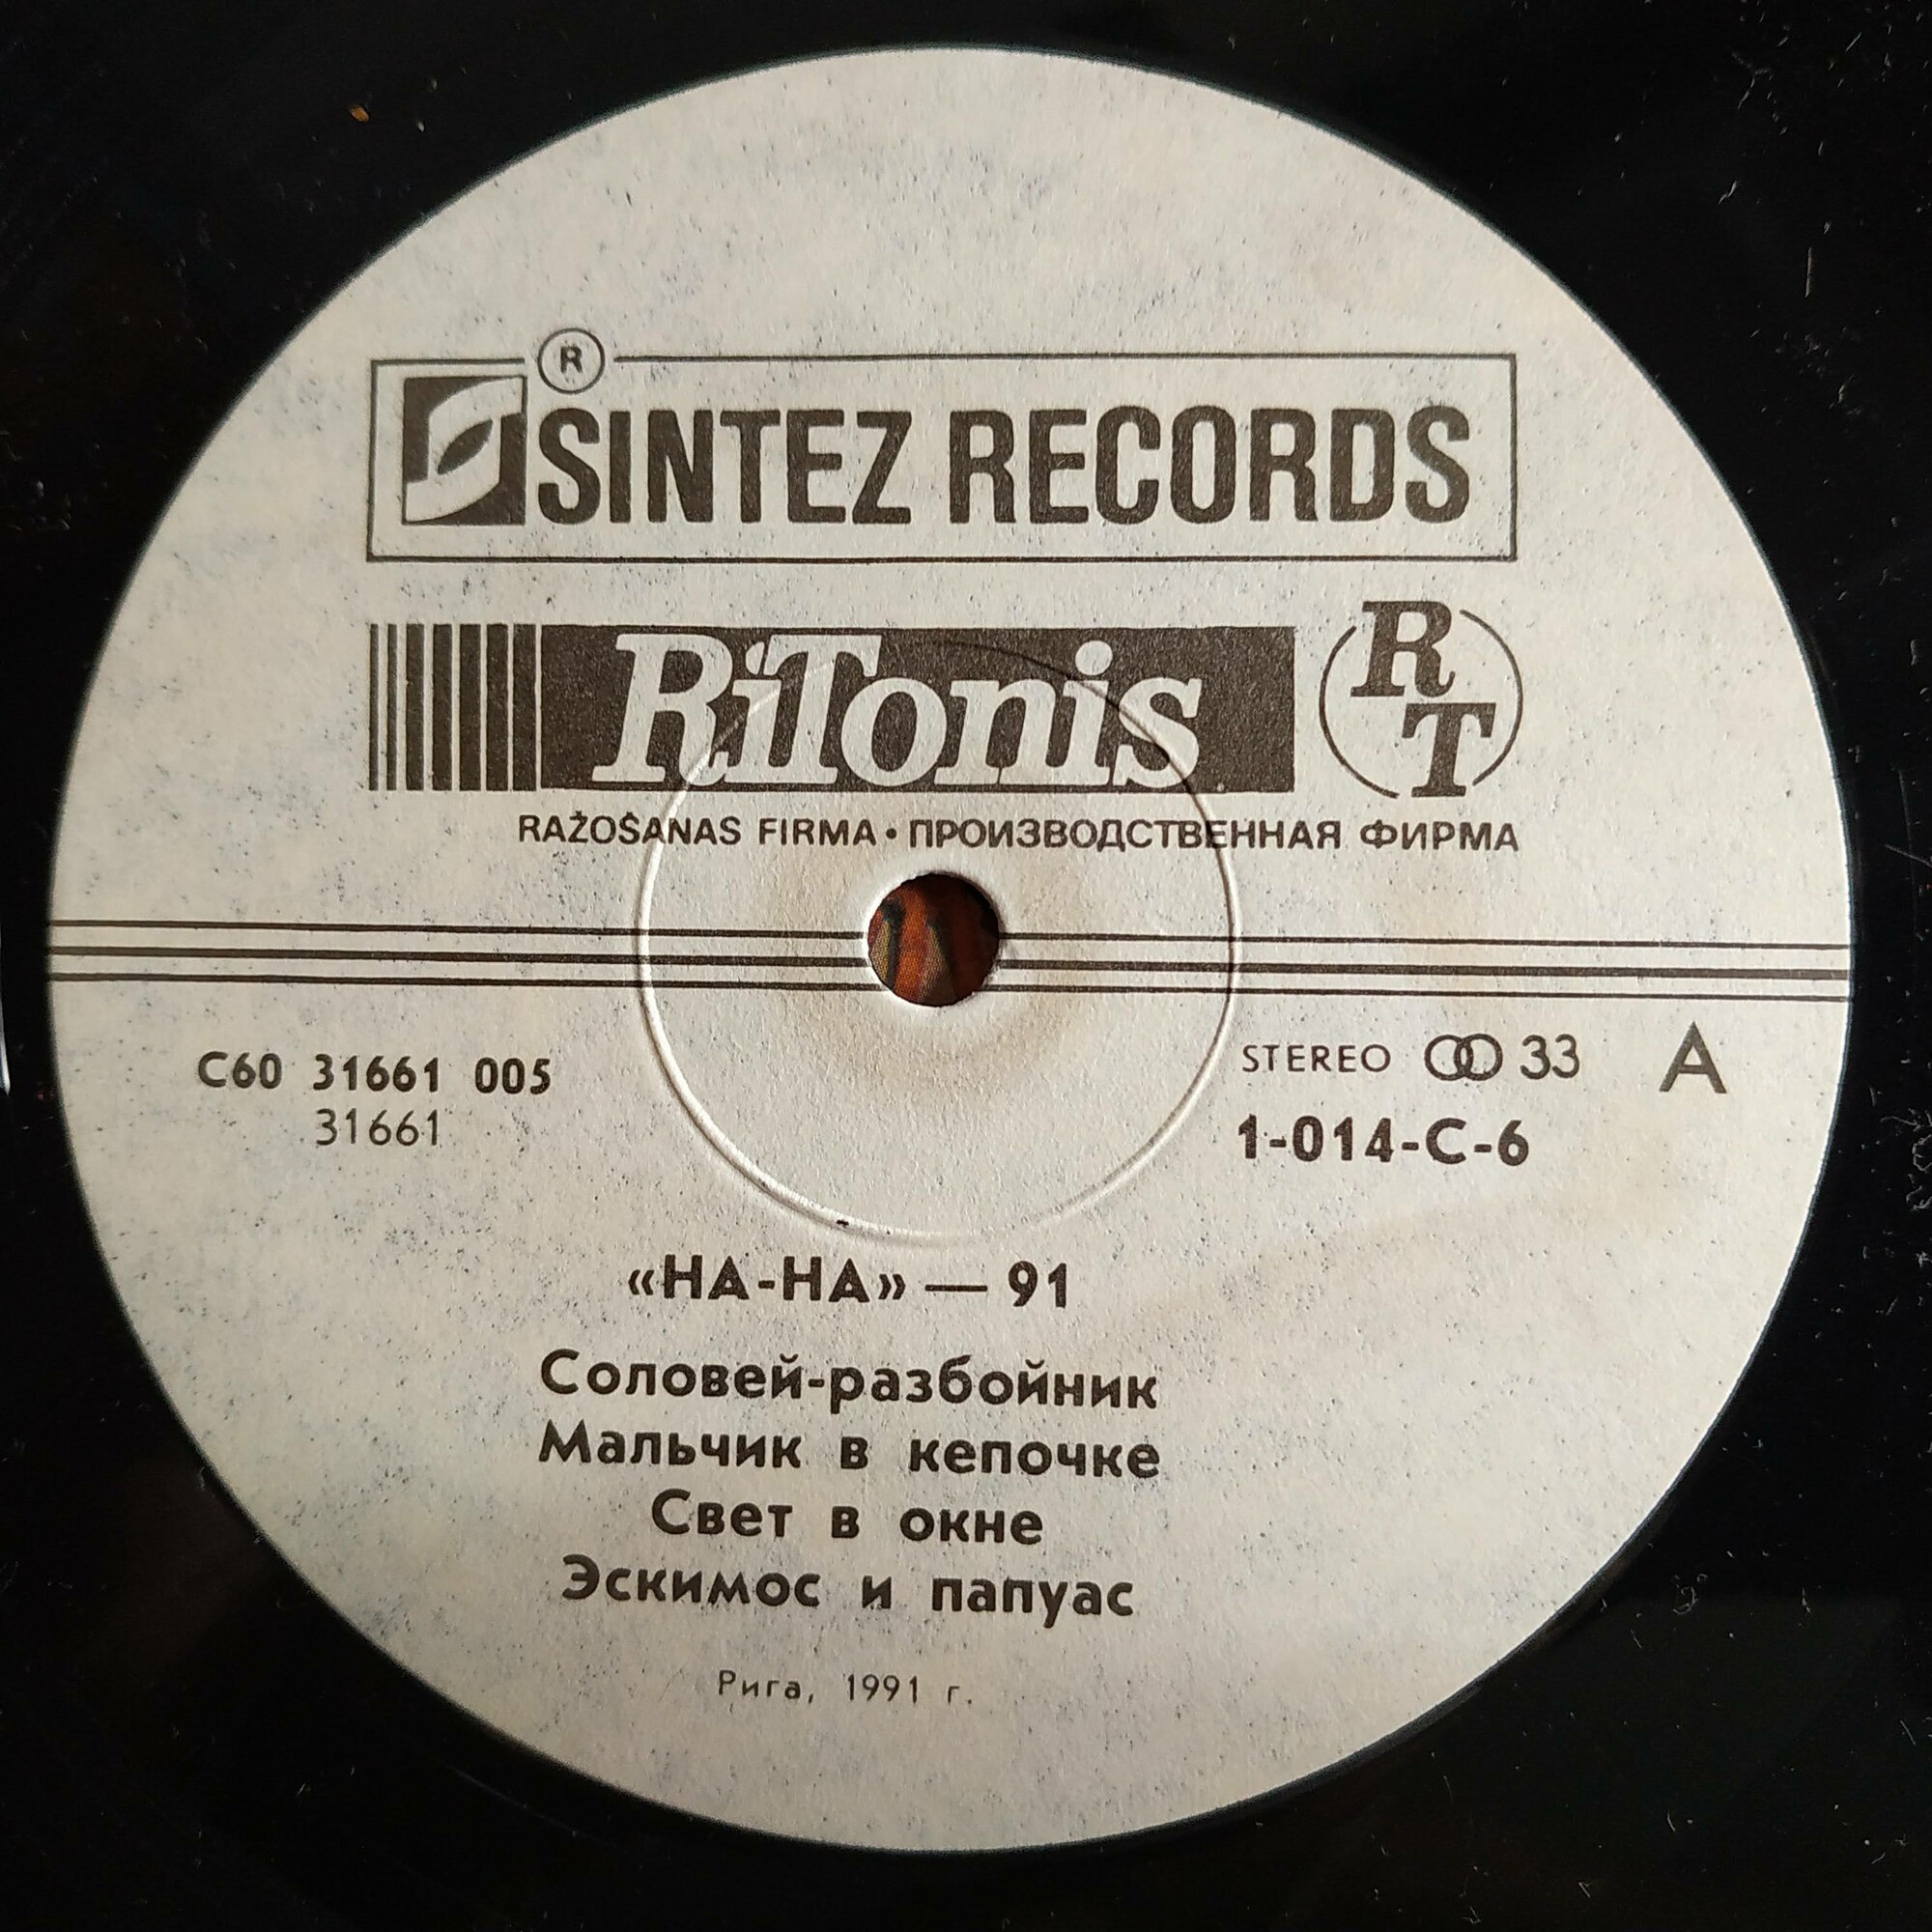 ®
SINTEZ RECORDS
RiTonis
R
T
RAŽOŠANAS FIRMA • ПРОИЗВОДСТВЕННАЯ ФИРМА
С60 31661 005
31661
STEREO 33 A
1-014-C-6
«НА-НА» — 91
Соловей-разбойник
Мальчик в кепочке
Свет в окне
Эскимос и папуас
Рига, 1991 г.